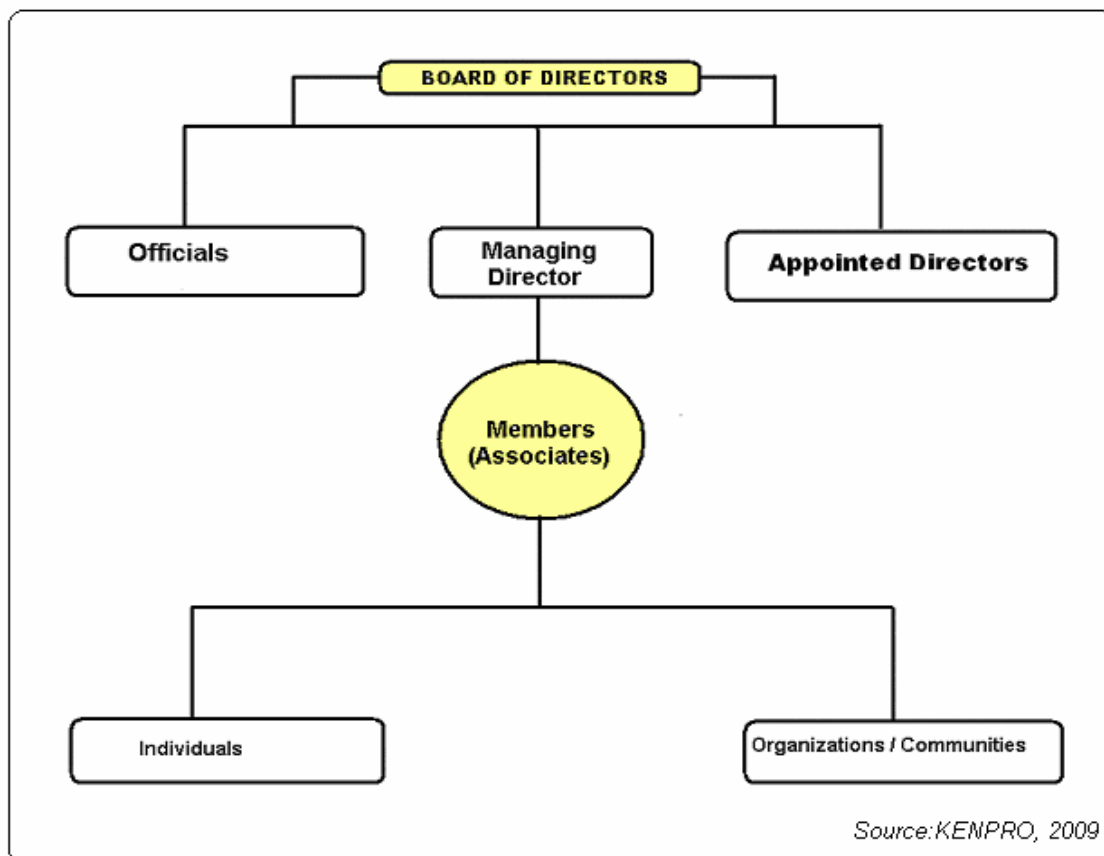 BOARD OF DIRECTORS
Officials
Managing
Director
Appointed Directors
Members
(Associates)
Individuals
Organizations / Communities
Source:KENPRO, 2009